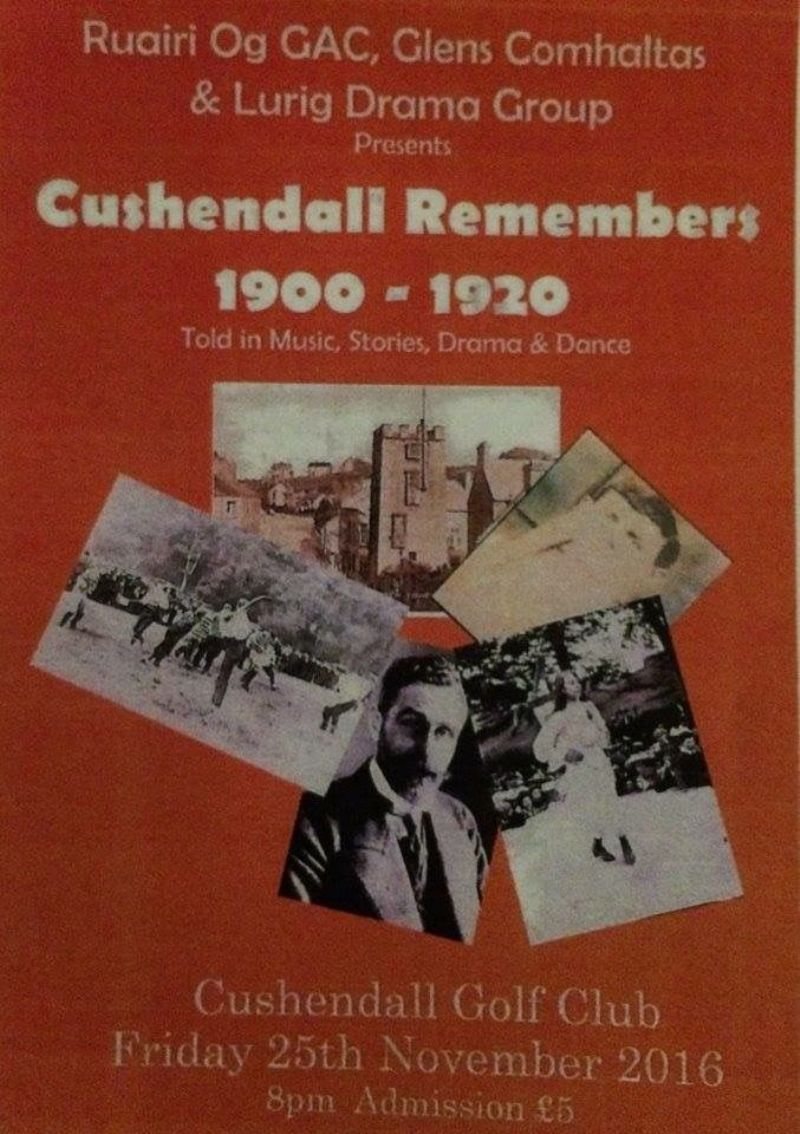 Ruairi Og GAC, Glens Comhaltas
& Lurig Drama Group
Presents
Cushendall Remembers
1900 - 1920
Told in Music, Stories, Drama & Dance
Cushendall Golf Club
Friday 25th November 2016
8pm Admission £5